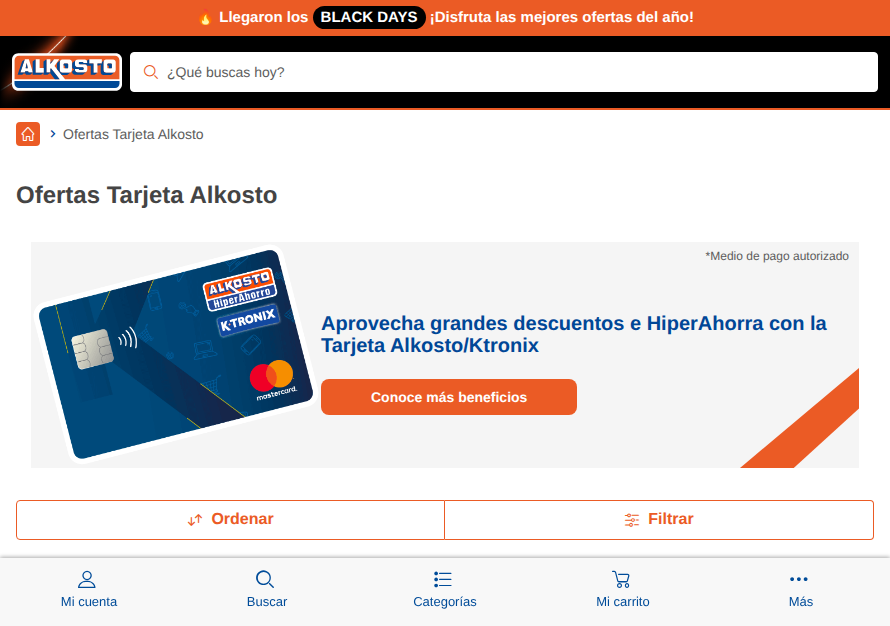 🔥 Llegaron los BLACK DAYS ¡Disfruta las mejores ofertas del año!
ALKOSTO
¿Qué buscas hoy?
Ofertas Tarjeta Alkosto
Ofertas Tarjeta Alkosto
*Medio de pago autorizado
ALKOSTO
HiperAhorro
K-TRONIX
mastercard.
Aprovecha grandes descuentos e HiperAhorra con la
Tarjeta Alkosto/Ktronix
Conoce más beneficios
Ordenar
Filtrar
Mi cuenta
Buscar
Categorías
Mi carrito
Más